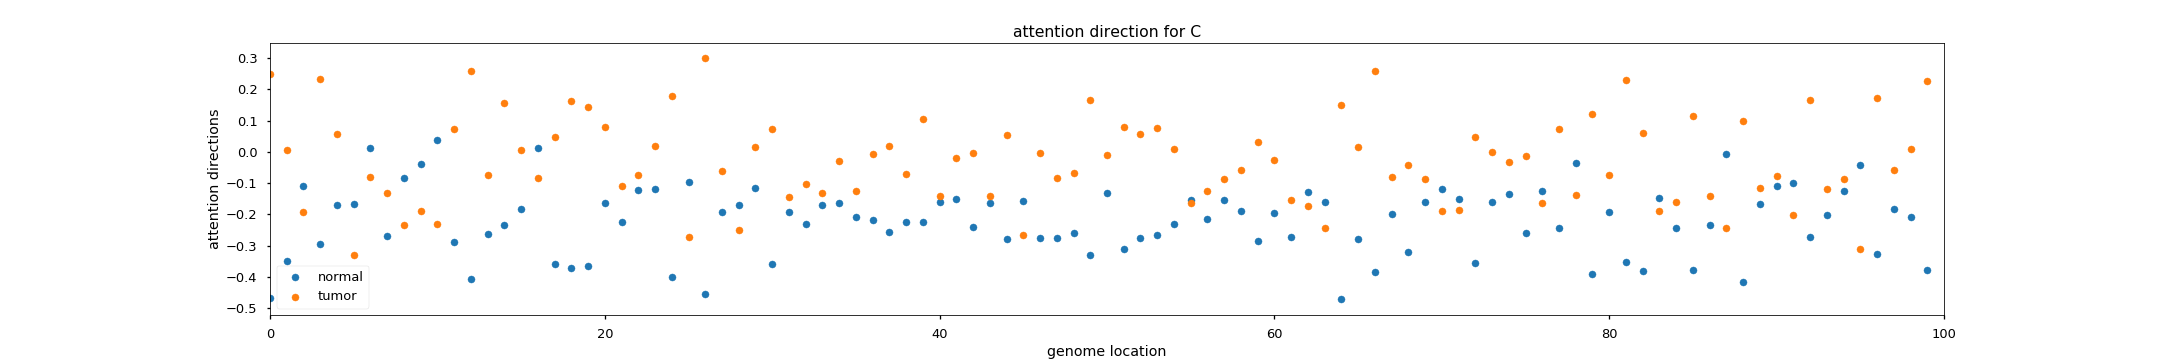 attention direction for C
attention directions
0.3
0.2
0.1
0.0
−0.1
−0.2
−0.3
−0.4
−0.5
normal
tumor
0 20 40 60 80 100
genome location